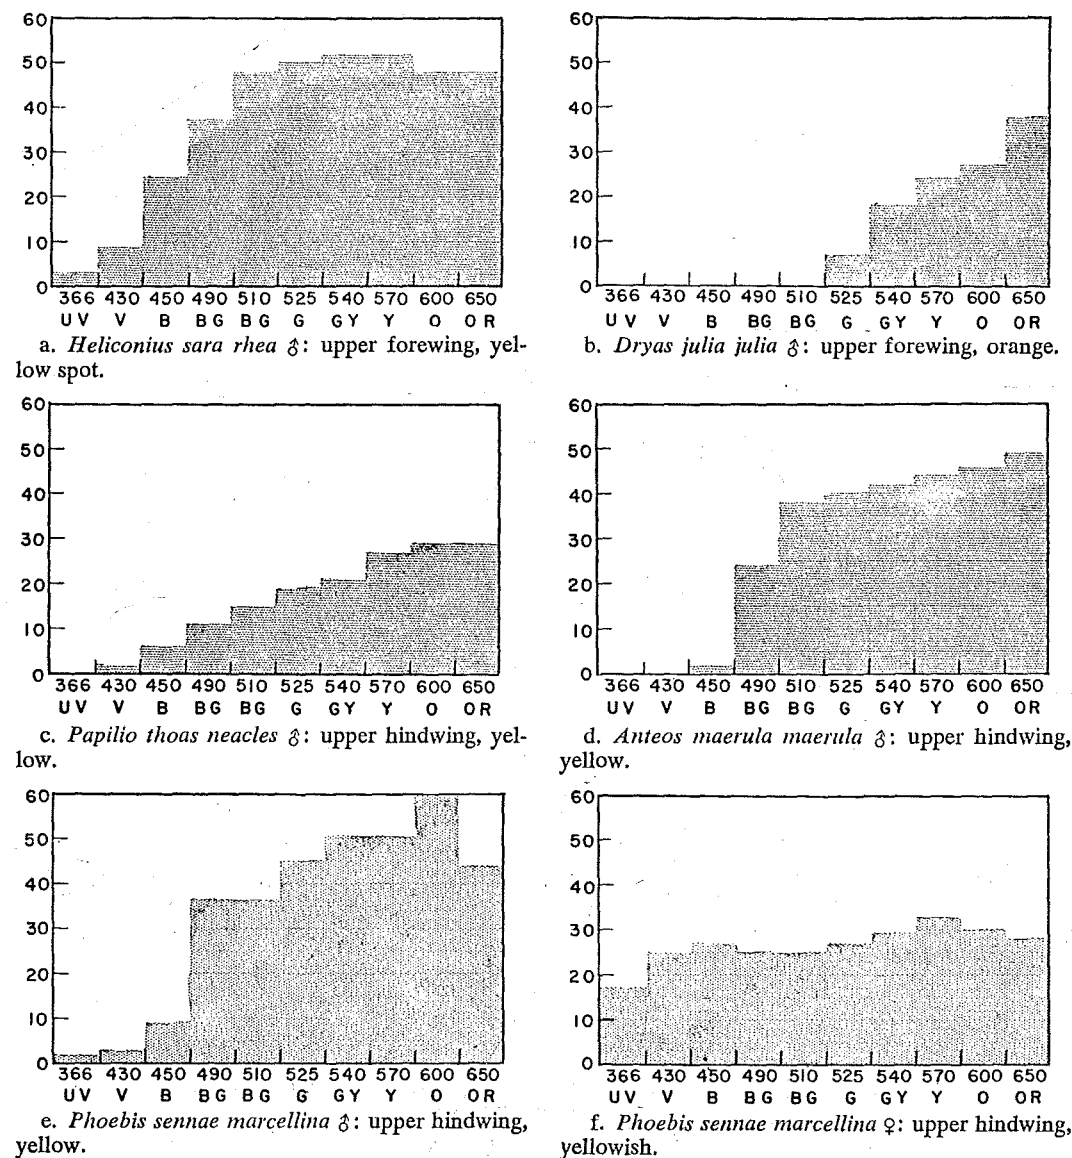 60
50
40
30
20
10
0
366 430 450 490 510 525 540 570 600 650
UV V B BG BG G GY Y O OR
a. Heliconius sara rhea ♂: upper forewing, yel-
low spot.
60
50
40
30
20
10
0
366 430 450 490 510 525 540 570 600 650
UV V B BG BG G GY Y O OR
b. Dryas julia julia ♂: upper forewing, orange.
60
50
40
30
20
10
0
366 430 450 490 510 525 540 570 600 650
UV V B BG BG G GY Y O OR
c. Papilio thoas neacles ♂: upper hindwing, yel-
low.
60
50
40
30
20
10
0
366 430 450 490 510 525 540 570 600 650
UV V B BG BG G GY Y O OR
d. Anteos maerula maerula ♂: upper hindwing,
yellow.
60
50
40
30
20
10
0
366 430 450 490 510 525 540 570 600 650
UV V B BG BG G GY Y O OR
e. Phoebis sennae marcellina ♂: upper hindwing,
yellow.
60
50
40
30
20
10
0
366 430 450 490 510 525 540 570 600 650
UV V B BG BG G GY Y O OR
f. Phoebis sennae marcellina ♀: upper hindwing,
yellowish.